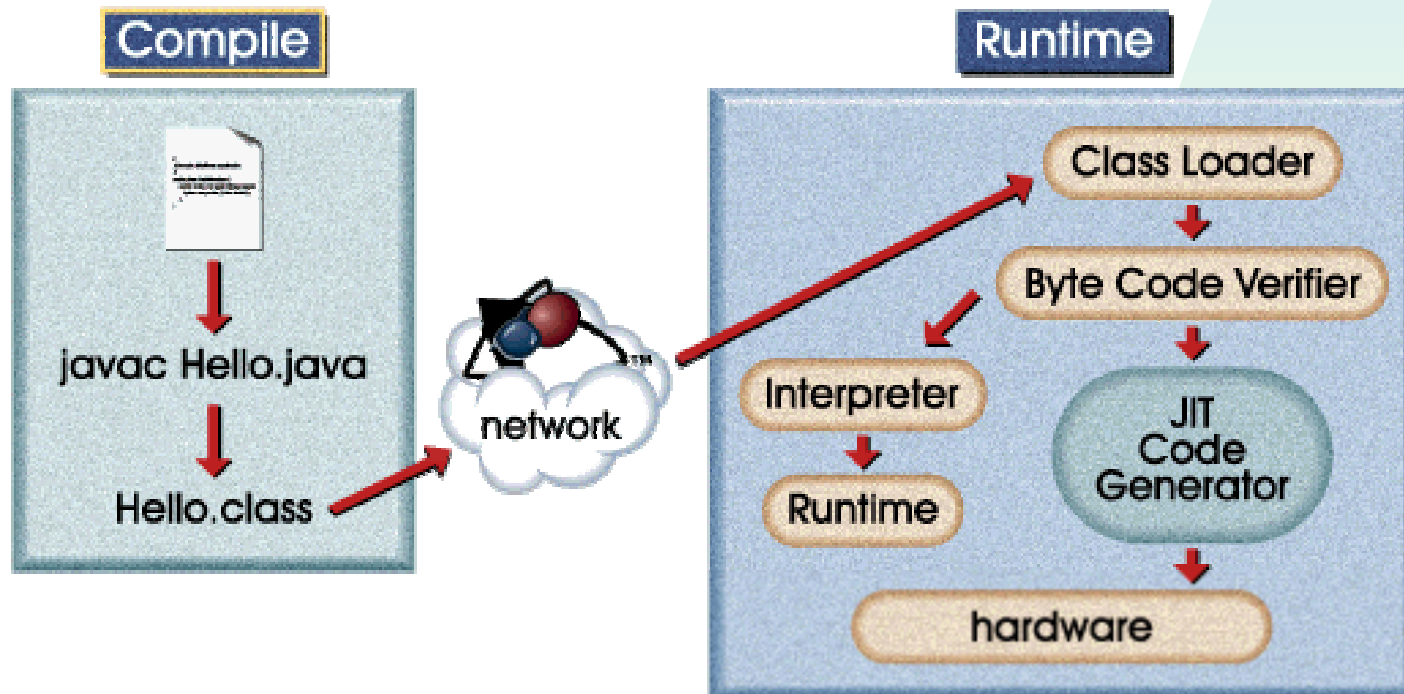 Compile
Runtime
javac Hello.java
Hello.class
network
TM
Class Loader
Byte Code Verifier
Interpreter
Runtime
JIT
Code
Generator
hardware